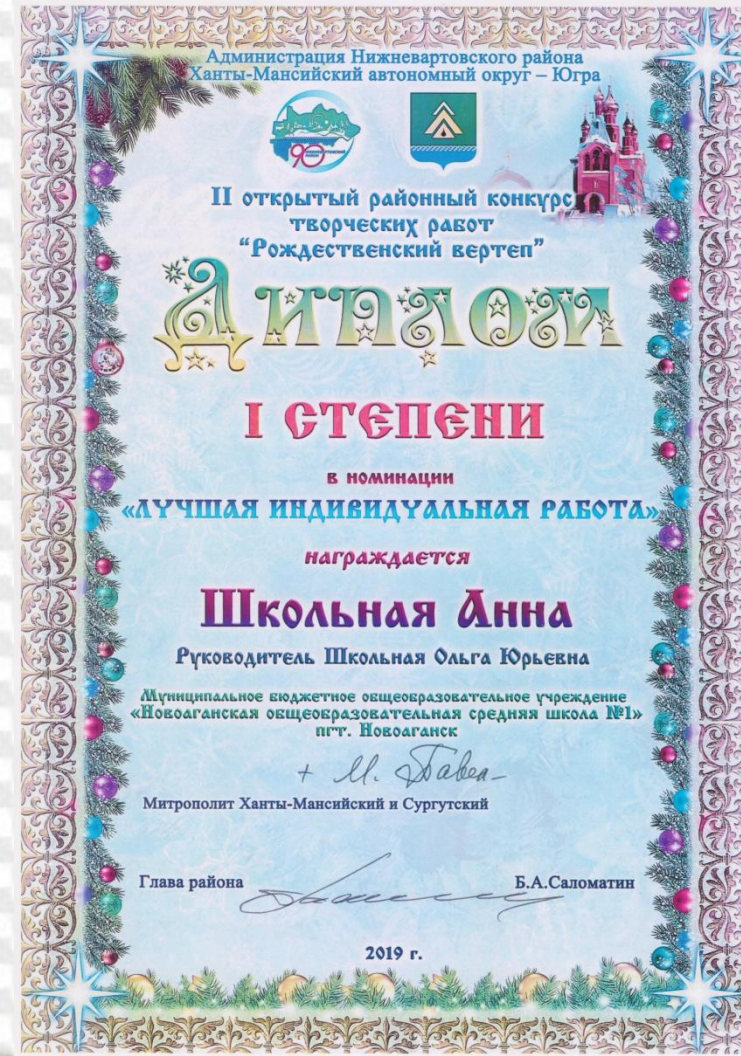 Администрация Нижневартовского района
Ханты-Мансийский автономный округ – Югра
90
II открытый районный конкурс
творческих работ
“Рождественский вертеп”
Диплом
I степени
в номинации
«лучшая индивидуальная работа»
награждается
Школьная Анна
Руководитель Школьная Ольга Юрьевна
Муниципальное бюджетное общеобразовательное учреждение
«Новоаганская общеобразовательная средняя школа №1»
пгт. Новоаганск
+ М. Павел
Митрополит Ханты-Мансийский и Сургутский
Глава района
Б.А.Саломатин
2019 г.